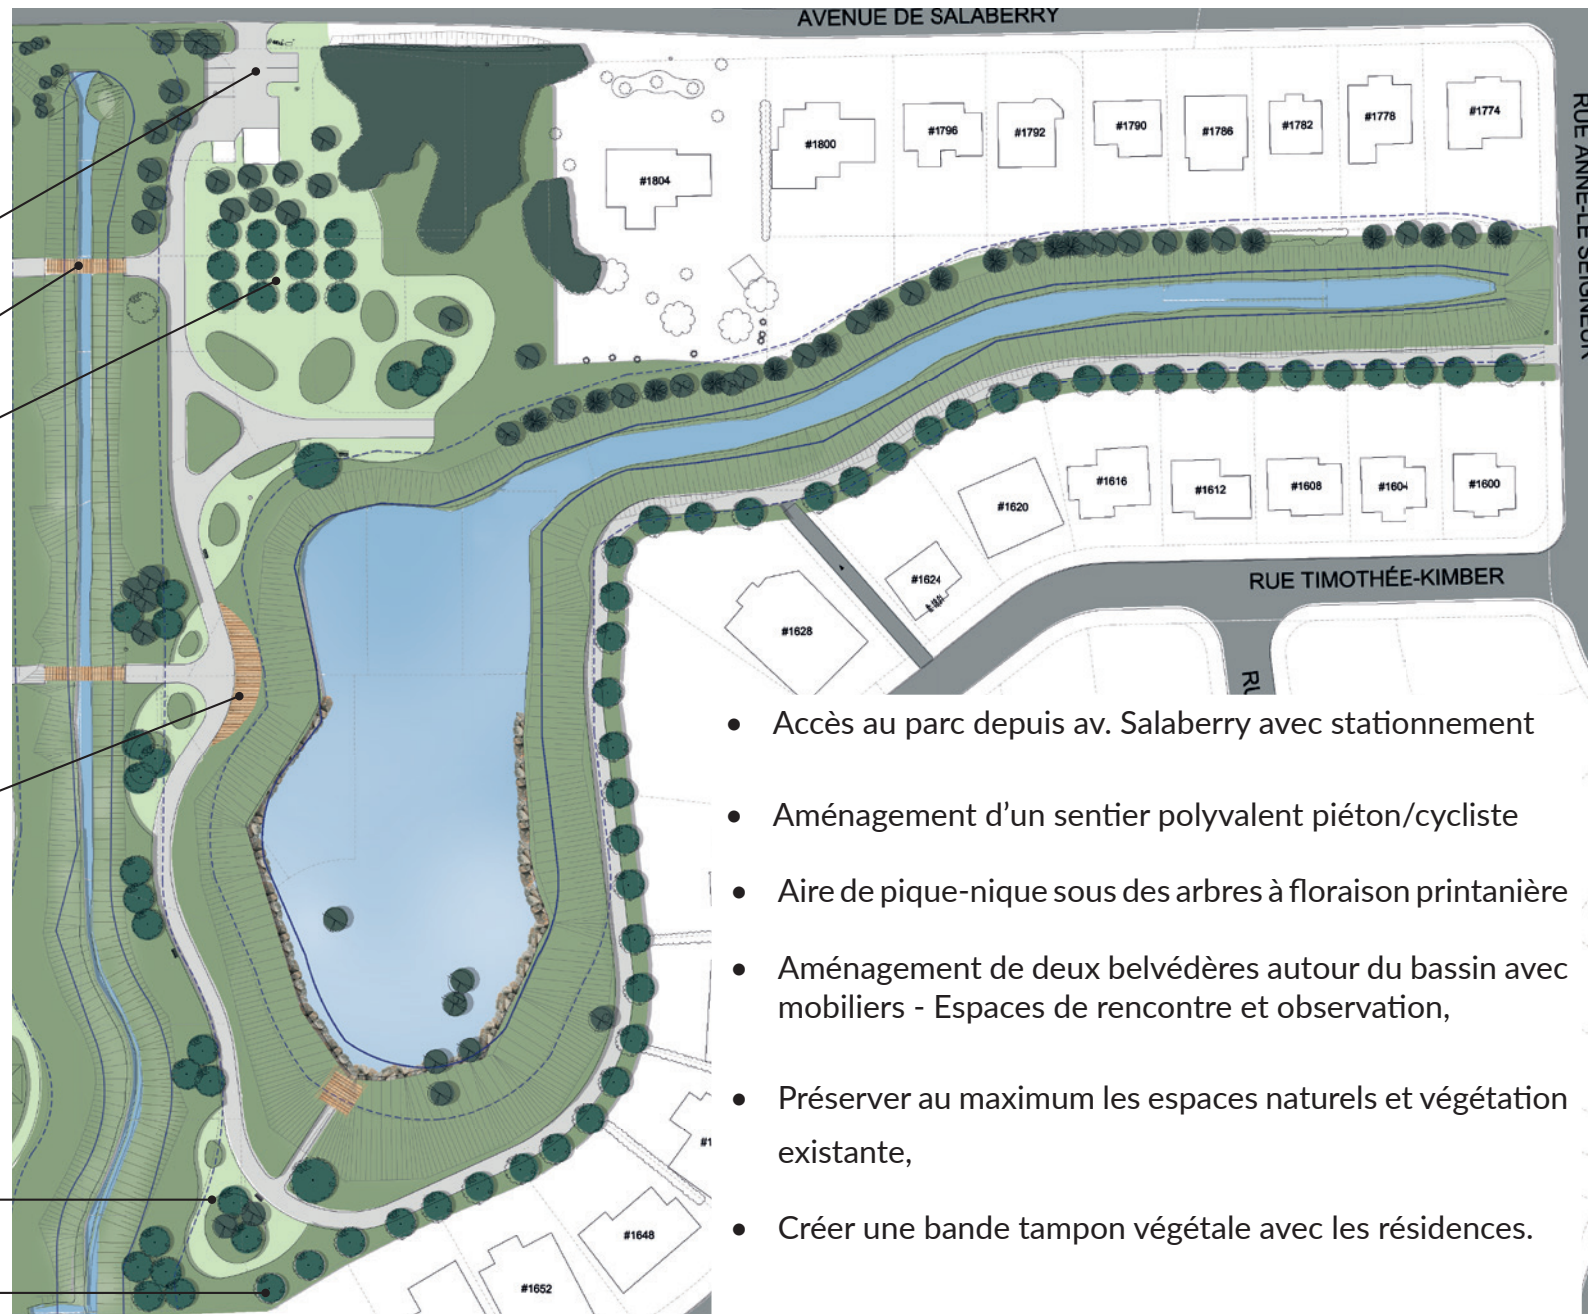 AVENUE DE SALABERRY
RUE ANNE-LE SEIGNEUR
#1804
#1800
#1796
#1792
#1790
#1786
#1782
#1778
#1774
#1628
#1624
#1620
#1616
#1612
#1608
#1604
#1600
RUE TIMOTHÉE-KIMBER
RU
• Accès au parc depuis av. Salaberry avec stationnement
• Aménagement d’un sentier polyvalent piéton/cycliste
• Aire de pique-nique sous des arbres à floraison printanière
• Aménagement de deux belvédères autour du bassin avec
mobiliers - Espaces de rencontre et observation,
• Préserver au maximum les espaces naturels et végétation
existante,
• Créer une bande tampon végétale avec les résidences.
#1
#1648
#1652